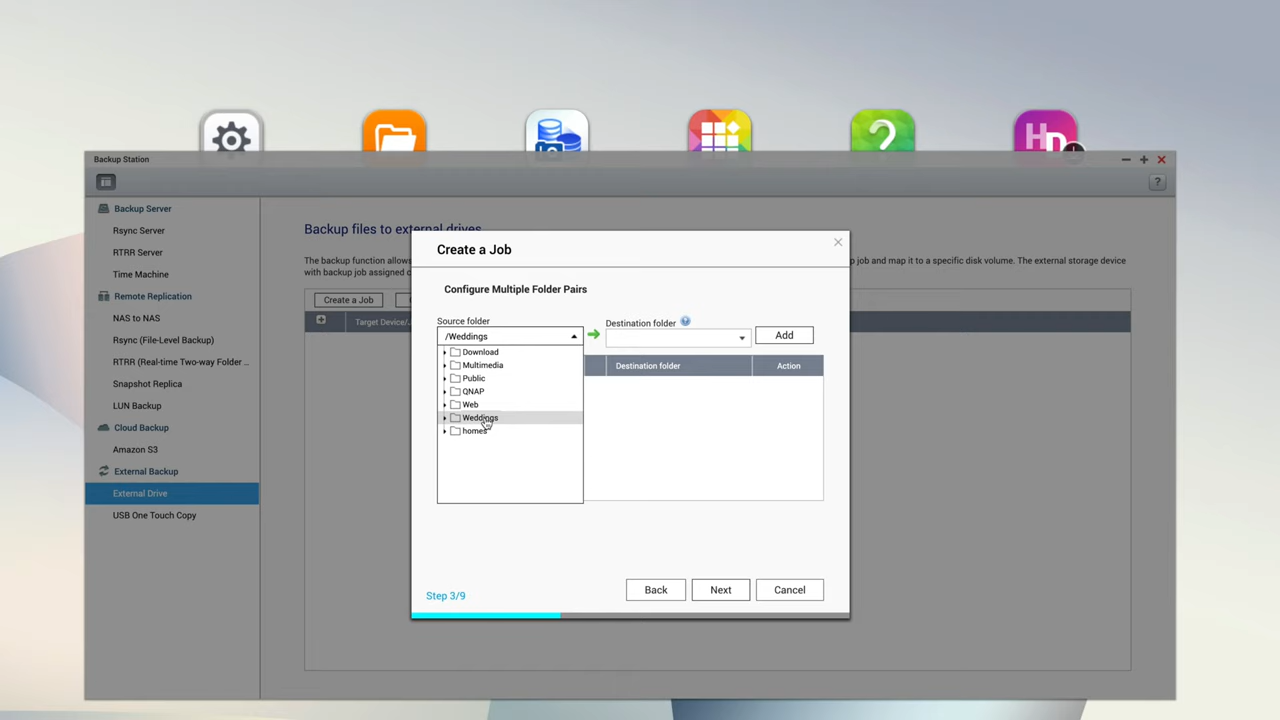 HD
Backup Station
?
Backup Server
Rsync Server
RTRR Server
Time Machine
Remote Replication
NAS to NAS
Rsync (File-Level Backup)
RTRR (Real-time Two-way Folder ...
Snapshot Replica
LUN Backup
Cloud Backup
Amazon S3
External Backup
External Drive
USB One Touch Copy
Backup files to external drives
The backup function allows
job and map it to a specific disk volume. The external storage device
with backup job assigned
Create a Job
Target Device/
Create a Job
Configure Multiple Folder Pairs
Source folder
Destination folder
/Weddings
Add
Download
Multimedia
Public
QNAP
Web
Weddings
homes
Destination folder
Action
Step 3/9
Back
Next
Cancel